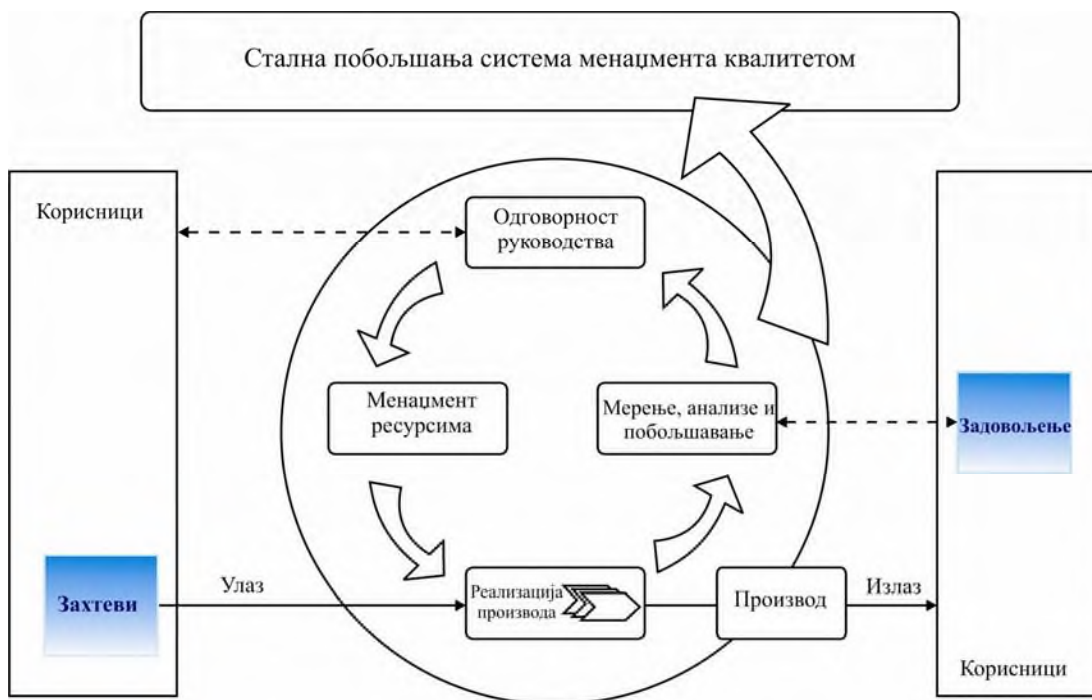 Стална побољшања система менаџмента квалитетом
Корисници
Одговорност
руководства
Менаџмент
ресурсима
Мерење, анализе и
побољшавање
Задовољење
Захтеви
Улаз
Реализација
производа
Производ
Излаз
Корисници